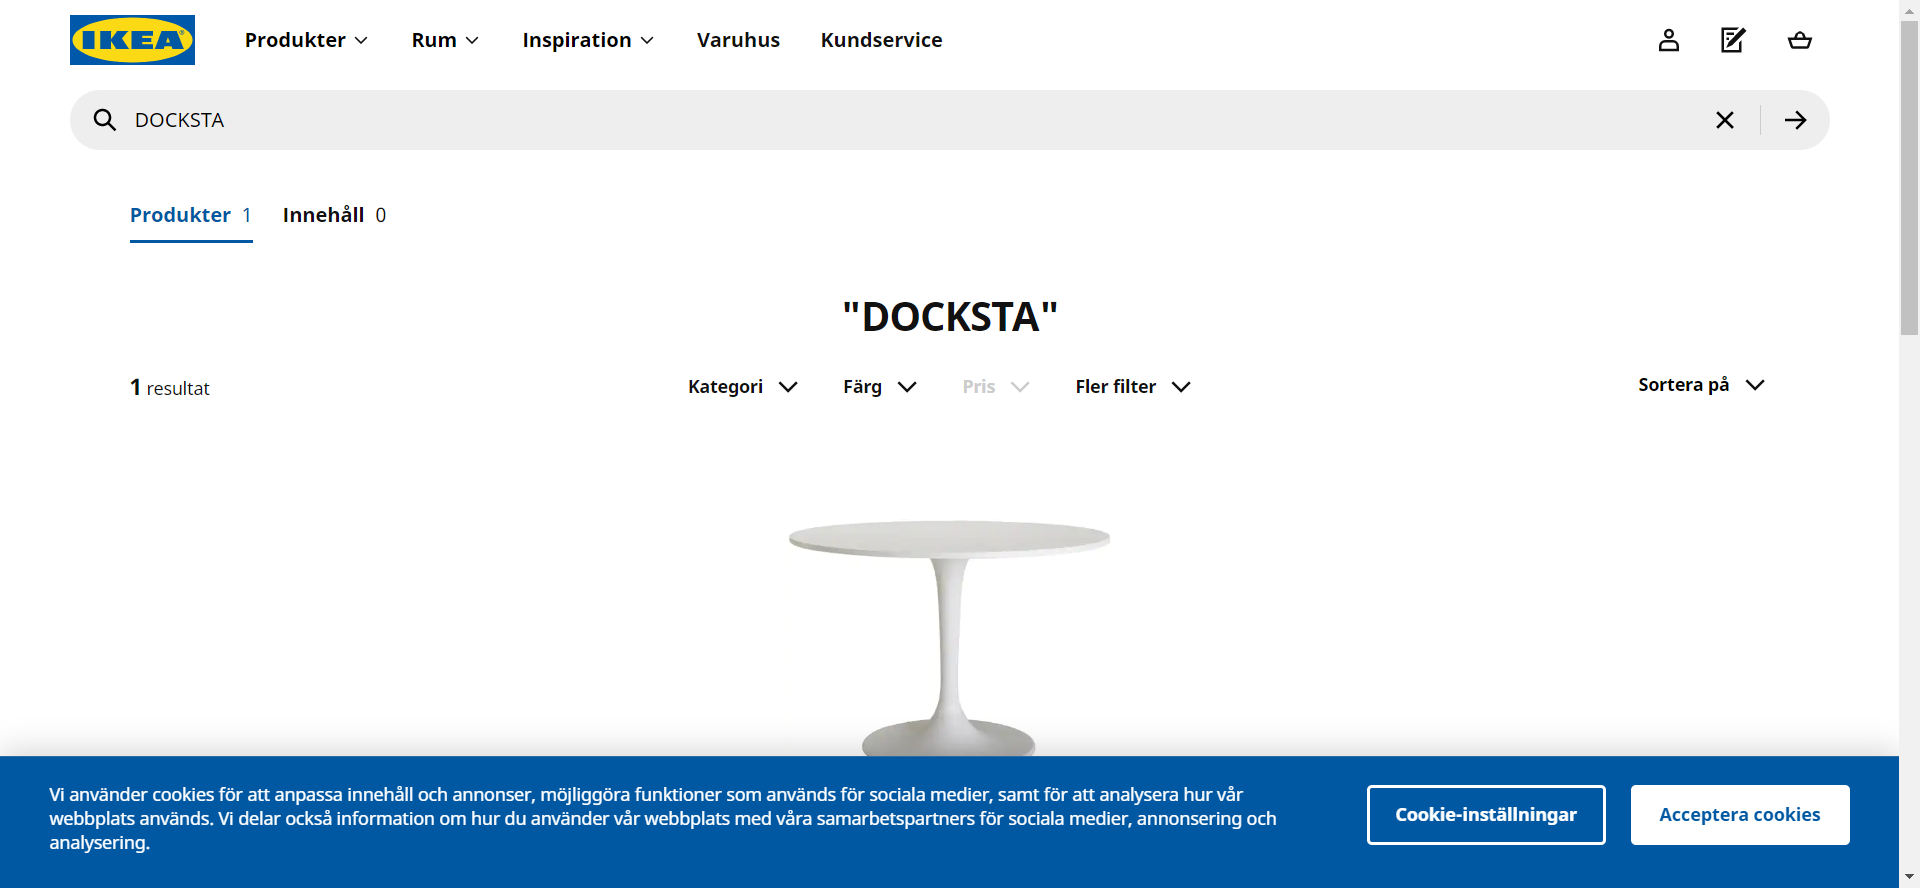 IKEA
Produkter
Rum
Inspiration
Varuhus
Kundservice
DOCKSTA
Produkter 1
Innehåll 0
"DOCKSTA"
1 resultat
Kategori
Färg
Pris
Fler filter
Sortera på
Vi använder cookies för att anpassa innehåll och annonser, möjliggöra funktioner som används för sociala medier, samt för att analysera hur vår
webbplats används. Vi delar också information om hur du använder vår webbplats med våra samarbetspartners för sociala medier, annonsering och
analysering.
Cookie-inställningar
Acceptera cookies